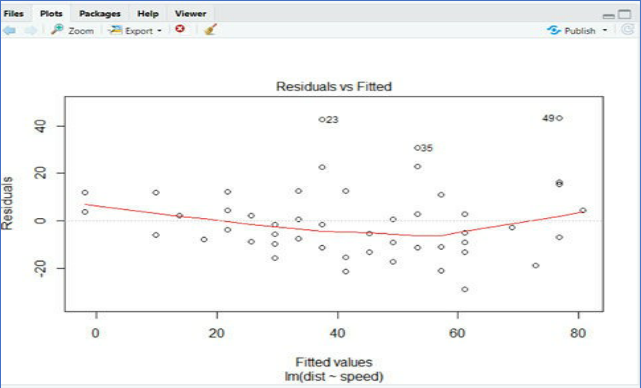 Files Plots Packages Help Viewer
Zoom Export Publish
Residuals vs Fitted
40
20
0
-20
Residuals
23
35
49
0 20 40 60 80
Fitted values
lm(dist ~ speed)